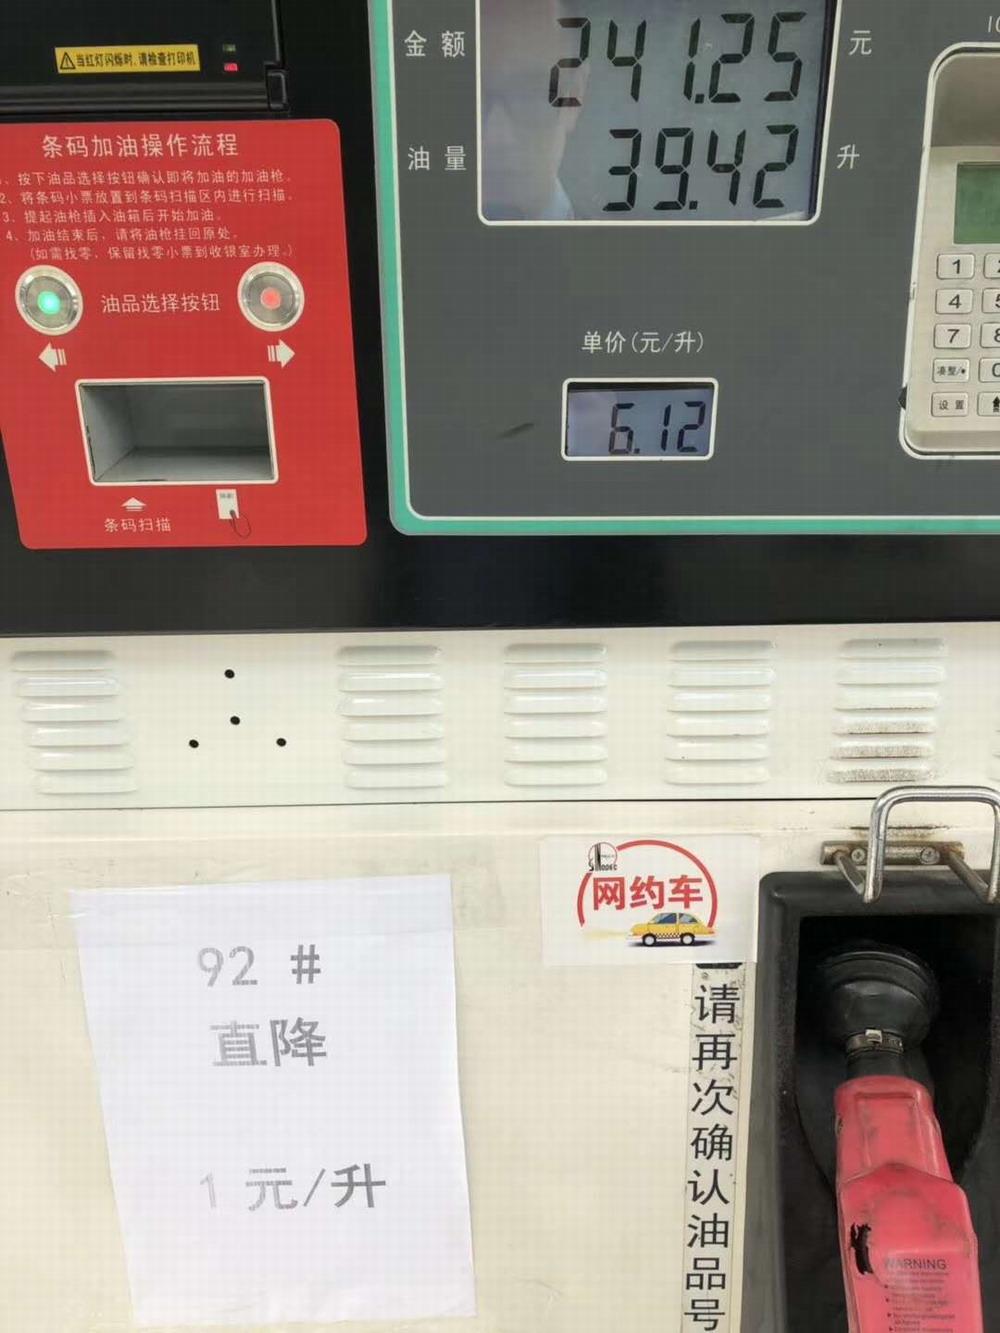 当红灯闪烁时,请检查打印机
条码加油操作流程
、按下油品选择按钮确认即将加油的加油枪。
2、将条码小票放置到条码扫描区内进行扫描。
3、提起油枪插入油箱后开始加油。
4、加油结束后，请将油枪挂回原处。
(如需找零，保留找零小票到收银室办理。)
油品选择按钮
条码扫描
金额 241.25 元
油量 39.42 升
单价(元/升)
6.12
IC
1
4
7
凑整/●
设置
网约车
92 #
直降
1 元/升
请再次确认油品号
WARNING